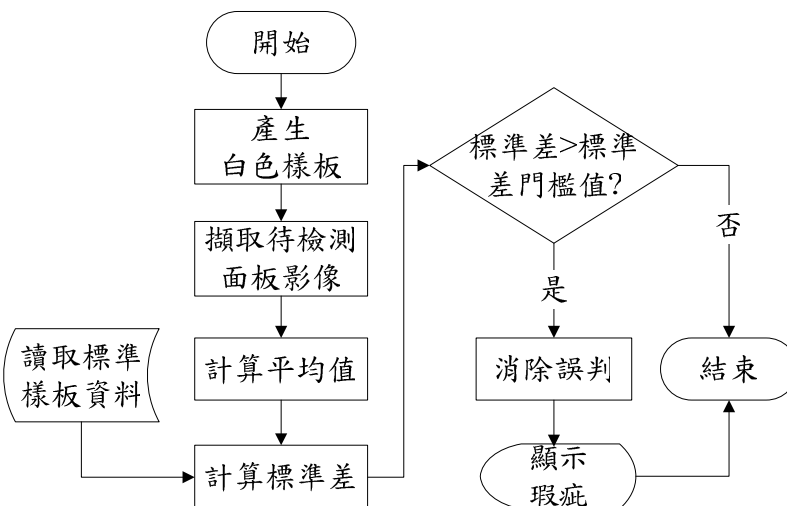 開始
產生
白色樣板
擷取待檢測
面板影像
讀取標準
樣板資料
計算平均值
計算標準差
標準差>標準
差門檻值?
是
否
消除誤判
顯示
瑕疵
結束